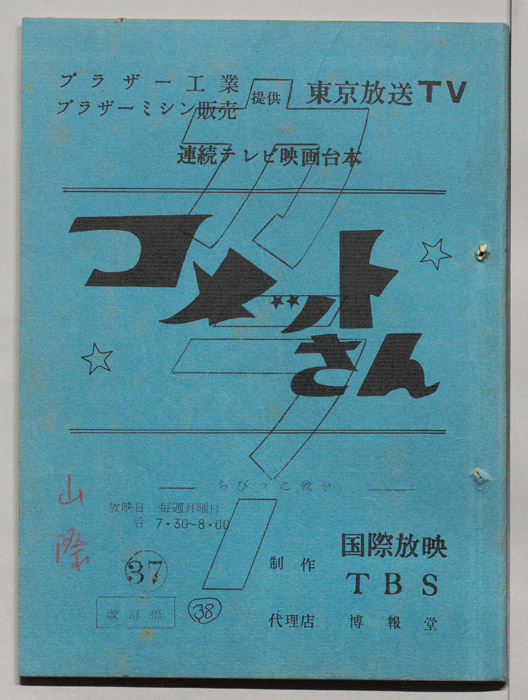 ブラザー工業
ブラザーミシン販売
提供
東京放送TV
連続テレビ映画台本
コメットさん
ちびっこ戦争
放映日 毎週月曜日
后 7・30~8・00
山際
37
改訂
38
制作
国際放映
TBS
代理店 博報堂